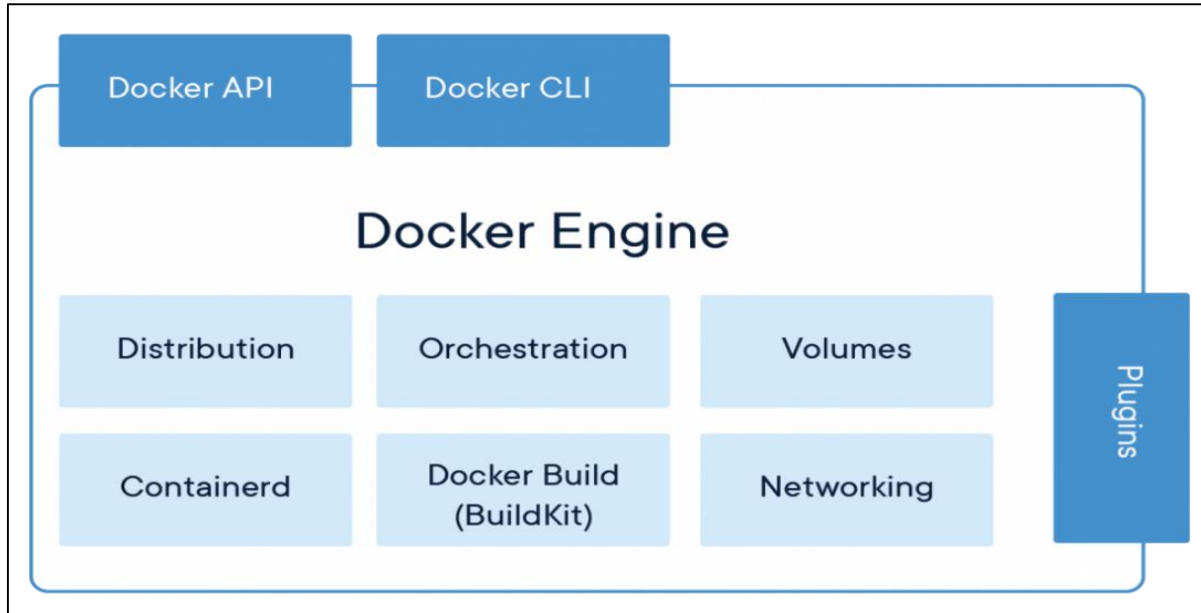 Docker API
Docker CLI
Docker Engine
Distribution
Orchestration
Volumes
Containerd
Docker Build
(BuildKit)
Networking
Plugins